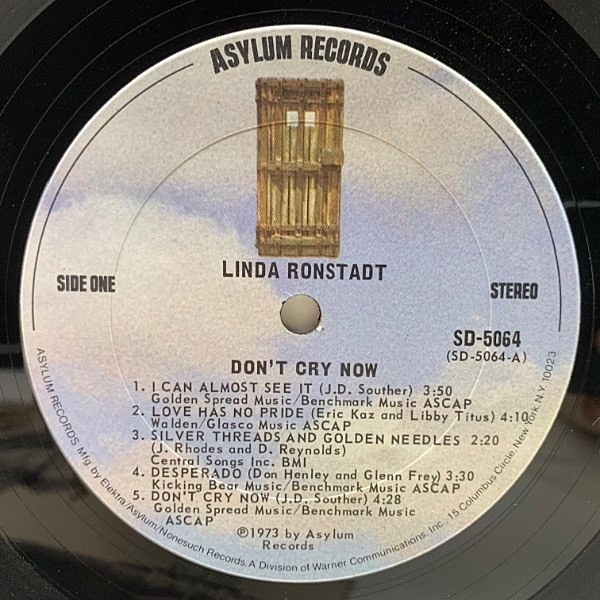 ASYLUM RECORDS
LINDA RONSTADT
SIDE ONE
STEREO
SD-5064
(SD-5064-A)
DON'T CRY NOW
1. I CAN ALMOST SEE IT (J.D. Souther) 3:50
Golden Spread Music/Benchmark Music ASCAP
2. LOVE HAS NO PRIDE (Eric Kaz and Libby Titus) 4:10
Walden/Glasco Music ASCAP
3. SILVER THREADS AND GOLDEN NEEDLES 2:20
(J. Rhodes and D. Reynolds)
Central Songs Inc. BMI
4. DESPERADO (Don Henley and Glenn Frey) 3:30
Kicking Bear Music/Benchmark Music ASCAP
5. DON'T CRY NOW (J.D. Souther) 4:28
Golden Spread Music/Benchmark Music
ASCAP
℗1973 by Asylum
Records
ASYLUM RECORDS Mfg by Elektra/Asylum/Nonesuch Records, A Division of Warner Communications, Inc. 15 Columbus Circle, New York, N.Y. 10023